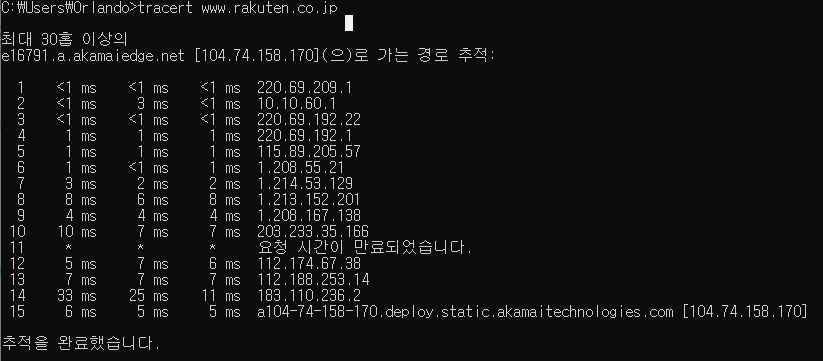 C:\Users\Orlando>tracert www.rakuten.co.jp
최대 30홉 이상의
e16791.a.akamaiedge.net [104.74.158.170](으)로 가는 경로 추적:
1 <1 ms <1 ms <1 ms 220.69.209.1
2 <1 ms 3 ms <1 ms 10.10.60.1
3 <1 ms <1 ms <1 ms 220.69.192.22
4 1 ms 1 ms 1 ms 220.69.192.1
5 1 ms 1 ms 1 ms 115.89.205.57
6 1 ms <1 ms 1 ms 1.208.55.21
7 3 ms 2 ms 2 ms 1.214.53.129
8 8 ms 6 ms 8 ms 1.213.152.201
9 4 ms 4 ms 4 ms 1.208.167.138
10 10 ms 7 ms 7 ms 203.233.35.166
11 * * * 요청 시간이 만료되었습니다.
12 5 ms 7 ms 6 ms 112.174.67.38
13 7 ms 7 ms 7 ms 112.188.253.14
14 33 ms 25 ms 11 ms 183.110.236.2
15 6 ms 5 ms 5 ms a104-74-158-170.deploy.static.akamaitechnologies.com [104.74.158.170]
추적을 완료했습니다.